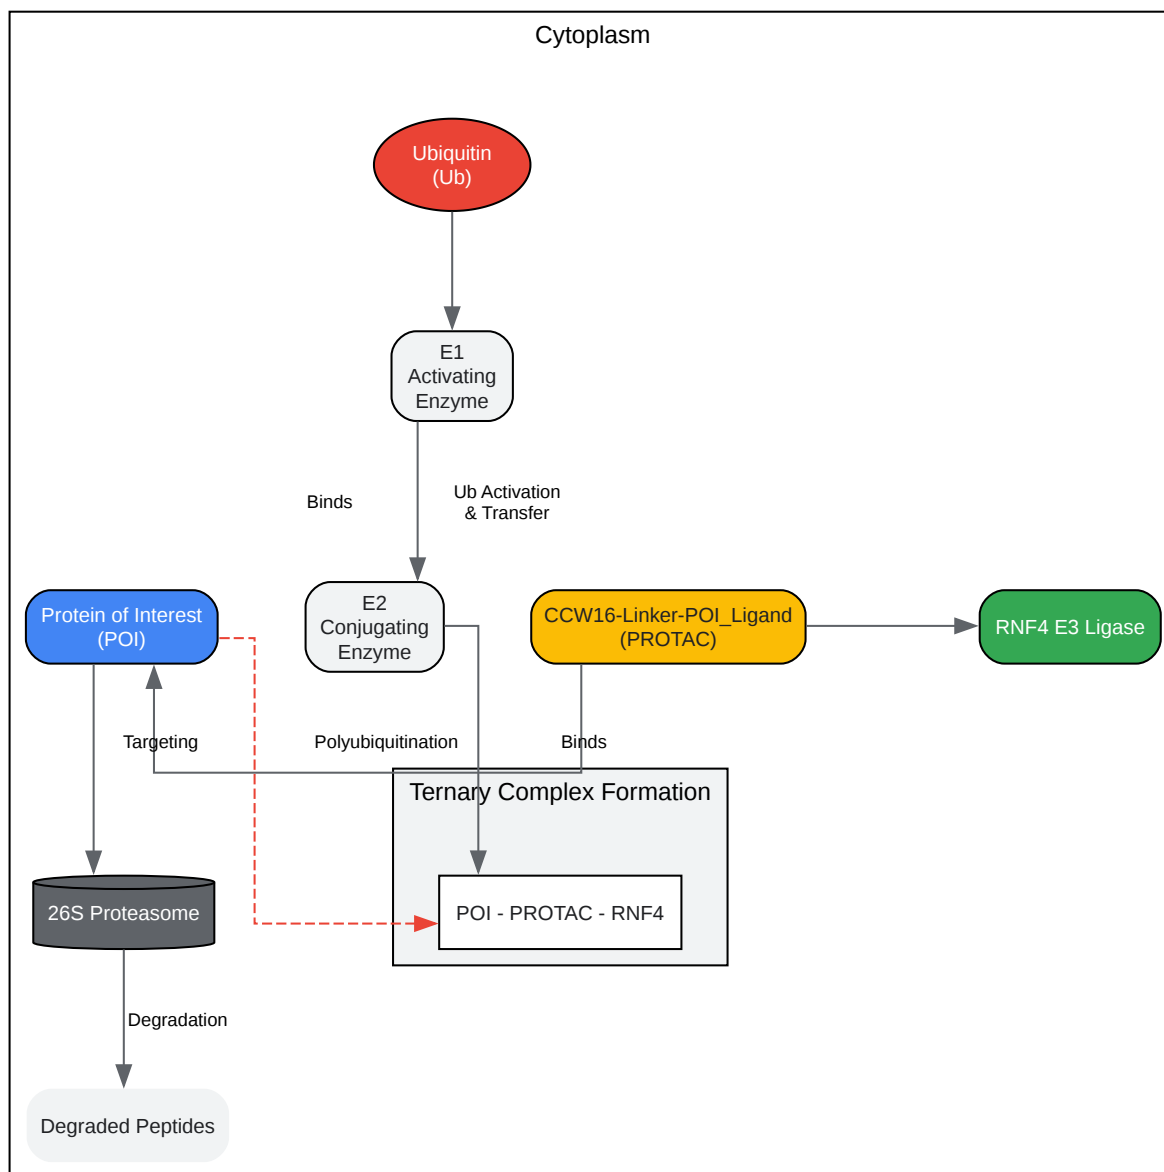 Cytoplasm
Ubiquitin
(Ub)
E1
Activating
Enzyme
Binds
Ub Activation
& Transfer
Protein of Interest
(POI)
E2
Conjugating
Enzyme
CCW16-Linker-POI_Ligand
(PROTAC)
RNF4 E3 Ligase
Targeting
Polyubiquitination
Binds
Ternary Complex Formation
26S Proteasome
POI - PROTAC - RNF4
Degradation
Degraded Peptides